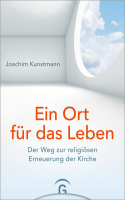 Joachim Kunstmann
Ein Ort
für das Leben
Der Weg zur religiösen
Erneuerung der Kirche
G